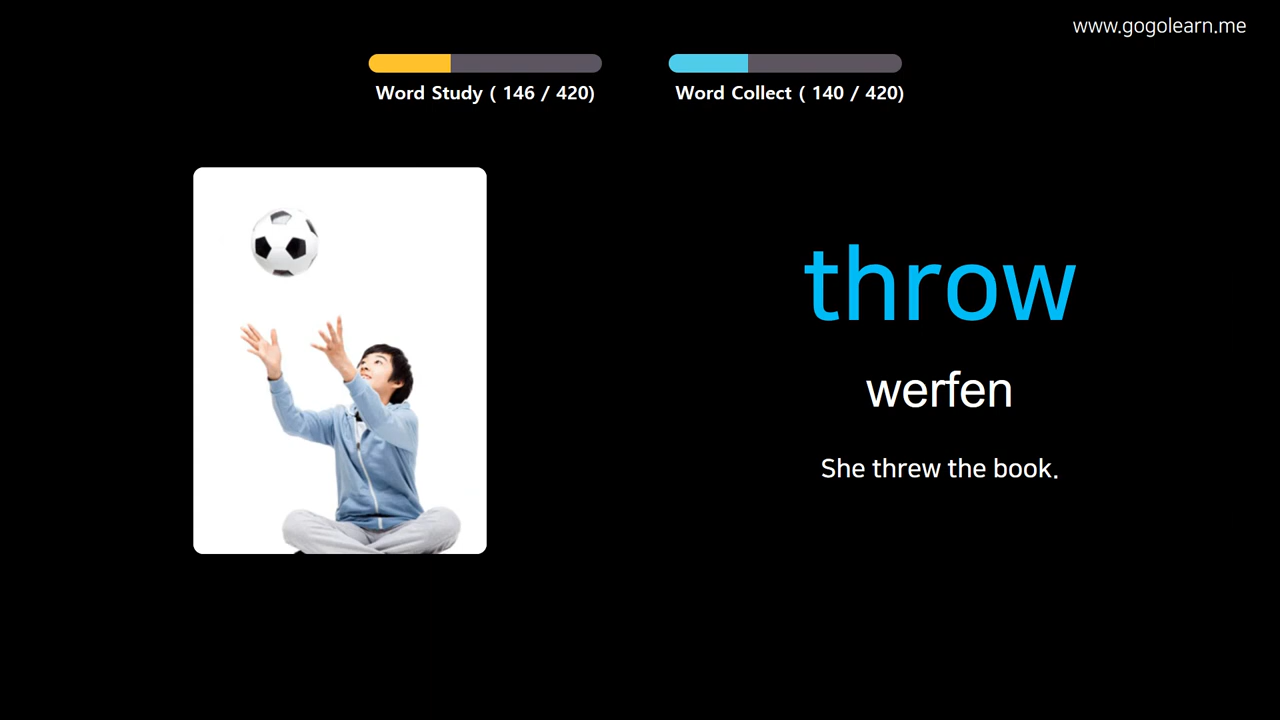 www.gogolearn.me
Word Study ( 146 / 420)
Word Collect ( 140 / 420)
throw
werfen
She threw the book.